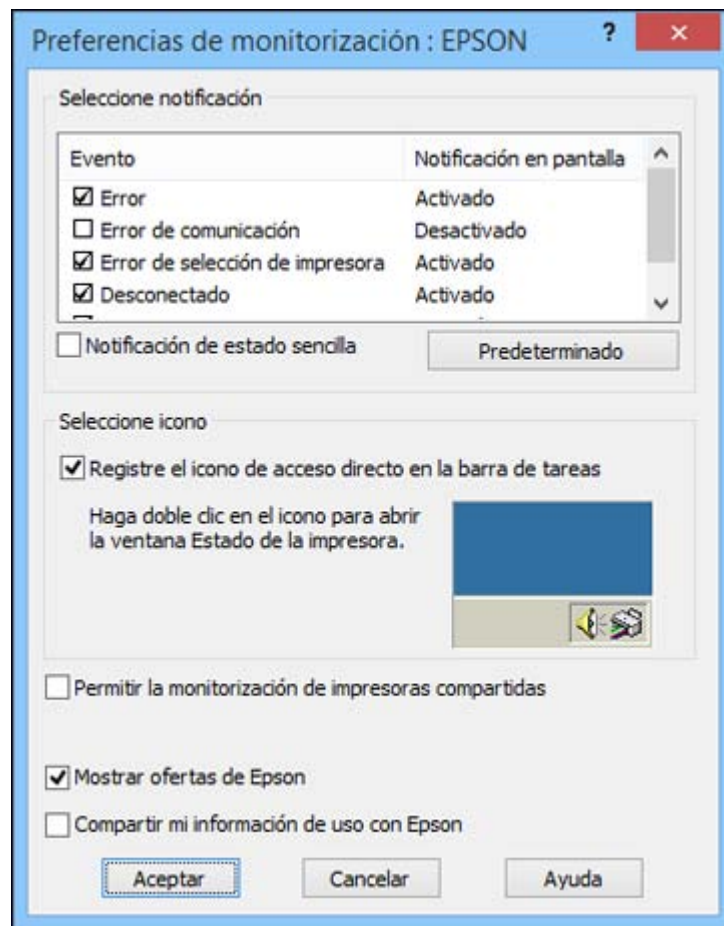 Preferencias de monitorización : EPSON ?
Seleccione notificación
Evento Notificación en pantalla
Error Activado
Error de comunicación Desactivado
Error de selección de impresora Activado
Desconectado Activado
Notificación de estado sencilla Predeterminado
Seleccione icono
Registre el icono de acceso directo en la barra de tareas
Haga doble clic en el icono para abrir
la ventana Estado de la impresora.
Permitir la monitorización de impresoras compartidas
Mostrar ofertas de Epson
Compartir mi información de uso con Epson
Aceptar Cancelar Ayuda